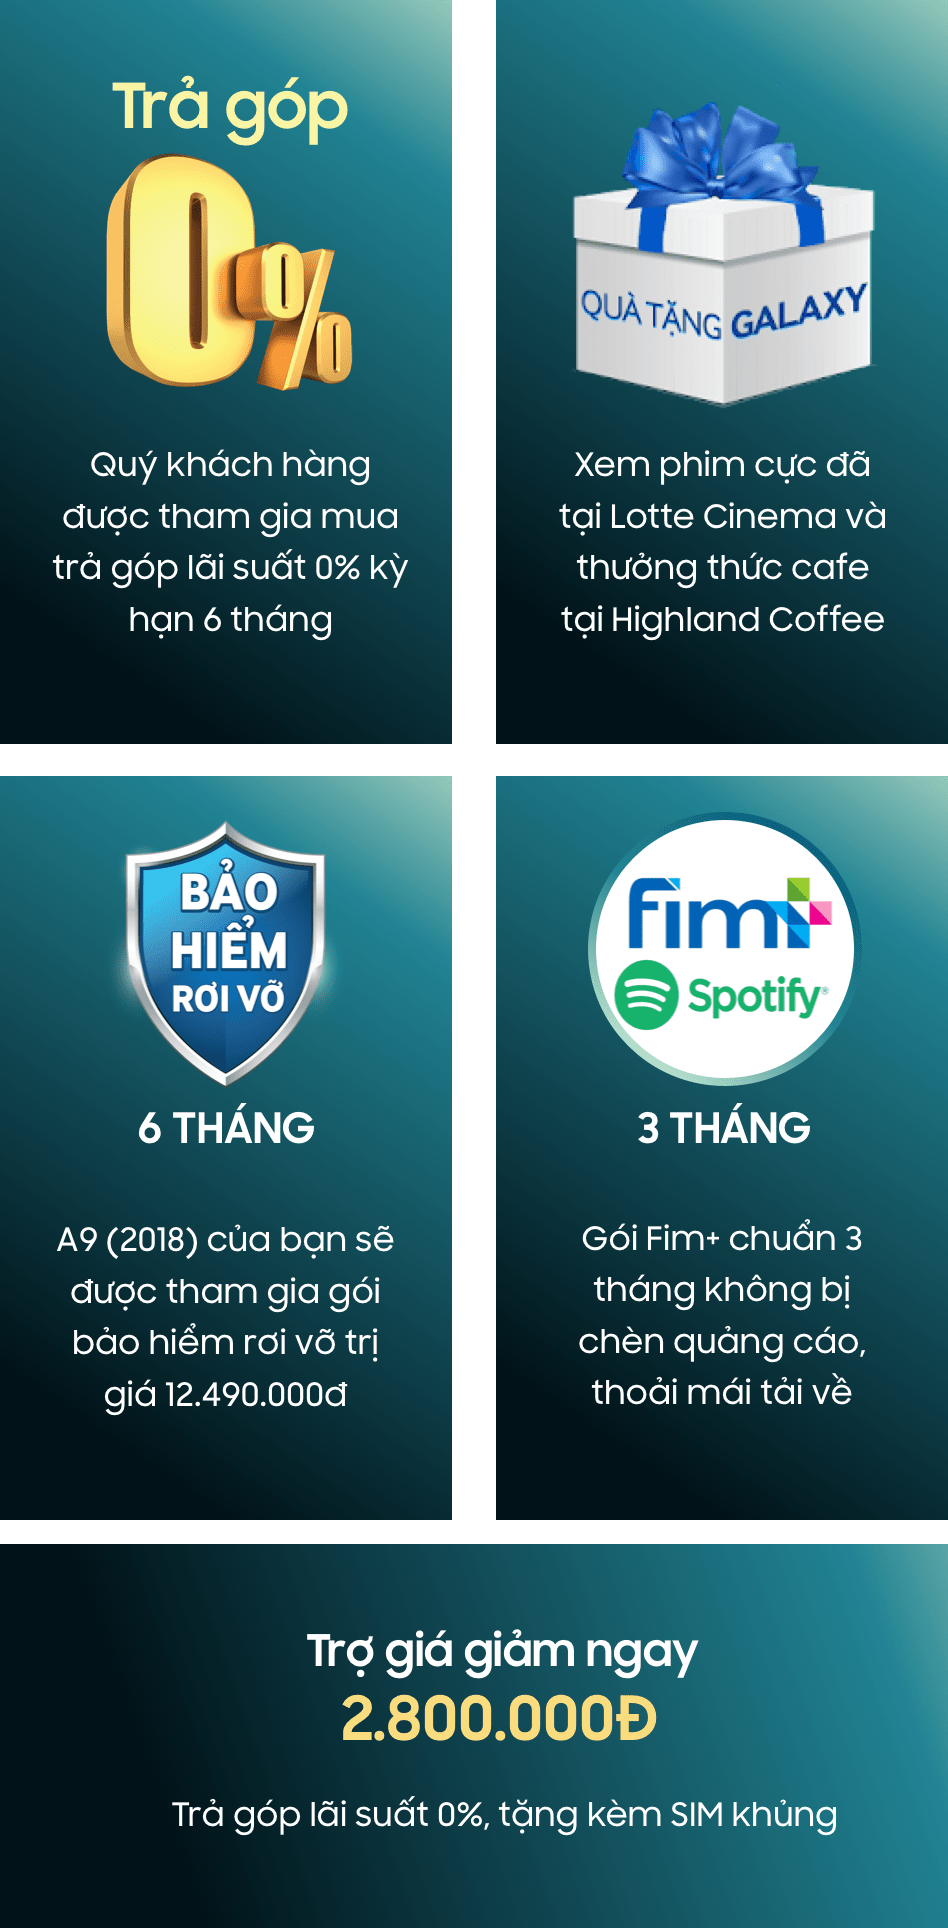 Trả góp
0%
Quý khách hàng
được tham gia mua
trả góp lãi suất 0% kỳ
hạn 6 tháng
QUÀ TẶNG GALAXY
Xem phim cực đã
tại Lotte Cinema và
thưởng thức cafe
tại Highland Coffee
BẢO
HIỂM
RƠI VỠ
6 THÁNG
A9 (2018) của bạn sẽ
được tham gia gói
bảo hiểm rơi vỡ trị
giá 12.490.000đ
fim+
Spotify®
3 THÁNG
Gói Fim+ chuẩn 3
tháng không bị
chèn quảng cáo,
thoải mái tải về
Trợ giá giảm ngay
2.800.000Đ
Trả góp lãi suất 0%, tặng kèm SIM khủng